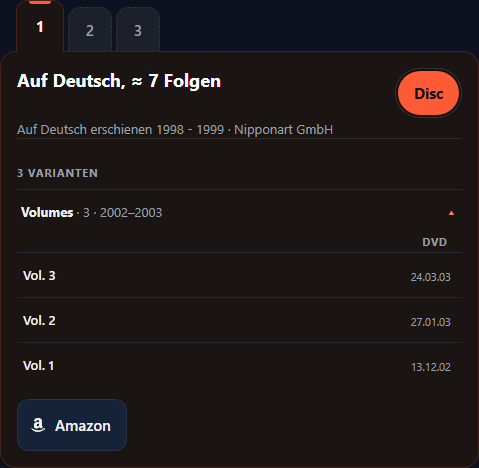 1
2
3
Auf Deutsch, ≈ 7 Folgen
Disc
Auf Deutsch erschienen 1998 - 1999 · Nipponart GmbH
3 VARIANTEN
Volumes · 3 · 2002–2003
DVD
Vol. 3 24.03.03
Vol. 2 27.01.03
Vol. 1 13.12.02
Amazon